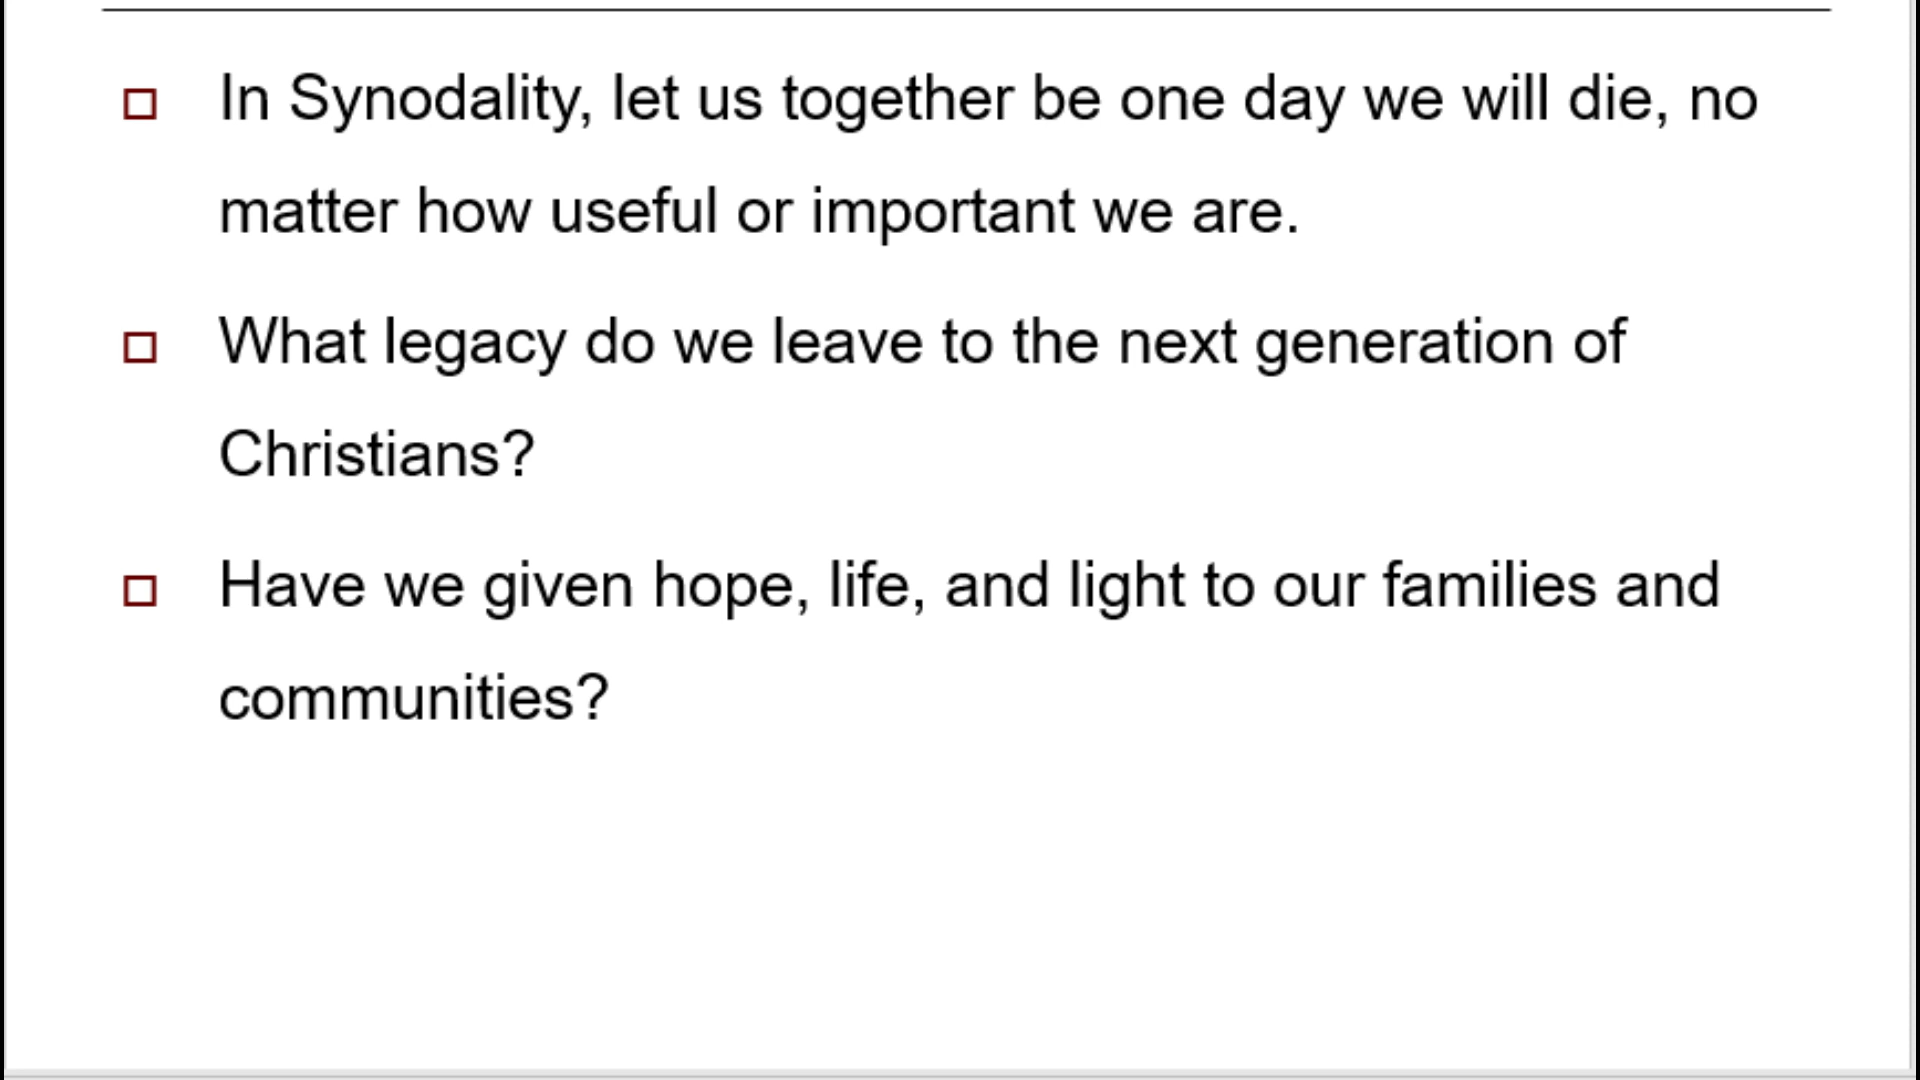 In Synodality, let us together be one day we will die, no
matter how useful or important we are.
What legacy do we leave to the next generation of
Christians?
Have we given hope, life, and light to our families and
communities?